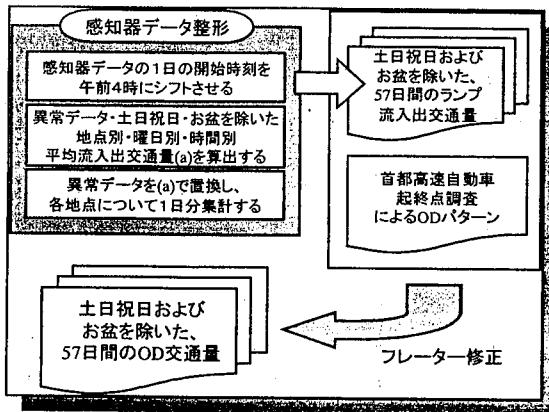 感知器データ整形
感知器データの1日の開始時刻を
午前4時にシフトさせる
異常データ・土日祝日・お盆を除いた
地点別・曜日別・時間別
平均流入出交通量(a)を算出する
異常データを(a)で置換し、
各地点について1日分集計する
土日祝日および
お盆を除いた、
57日間のランプ
流入出交通量
首都高速自動車
起終点調査
によるODパターン
フレーター修正
土日祝日および
お盆を除いた、
57日間のOD交通量